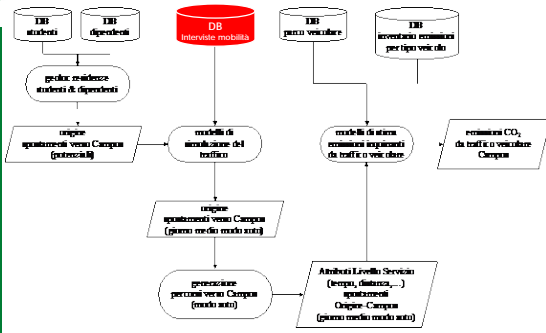 DB
studenti
DB
dipendenti
DB
Interviste mobilità
DB
parco veicolare
DB
inventario emissioni
per tipo veicolo
geoloc. residenze
studenti & dipendenti
origine
spostamenti verso Campus
(potenziali)
modelli di
simulazione del
traffico
modelli di stima
emissioni inquinanti
da traffico veicolare
emissioni CO2
da traffico veicolare
Campus
origine
spostamenti verso Campus
(giorno medio modo auto)
generazione
percorsi verso Campus
(modo auto)
Attributi Livello Servizio
(tempo, distanza,…)
spostamenti
Origine-Campus
(giorno medio modo auto)